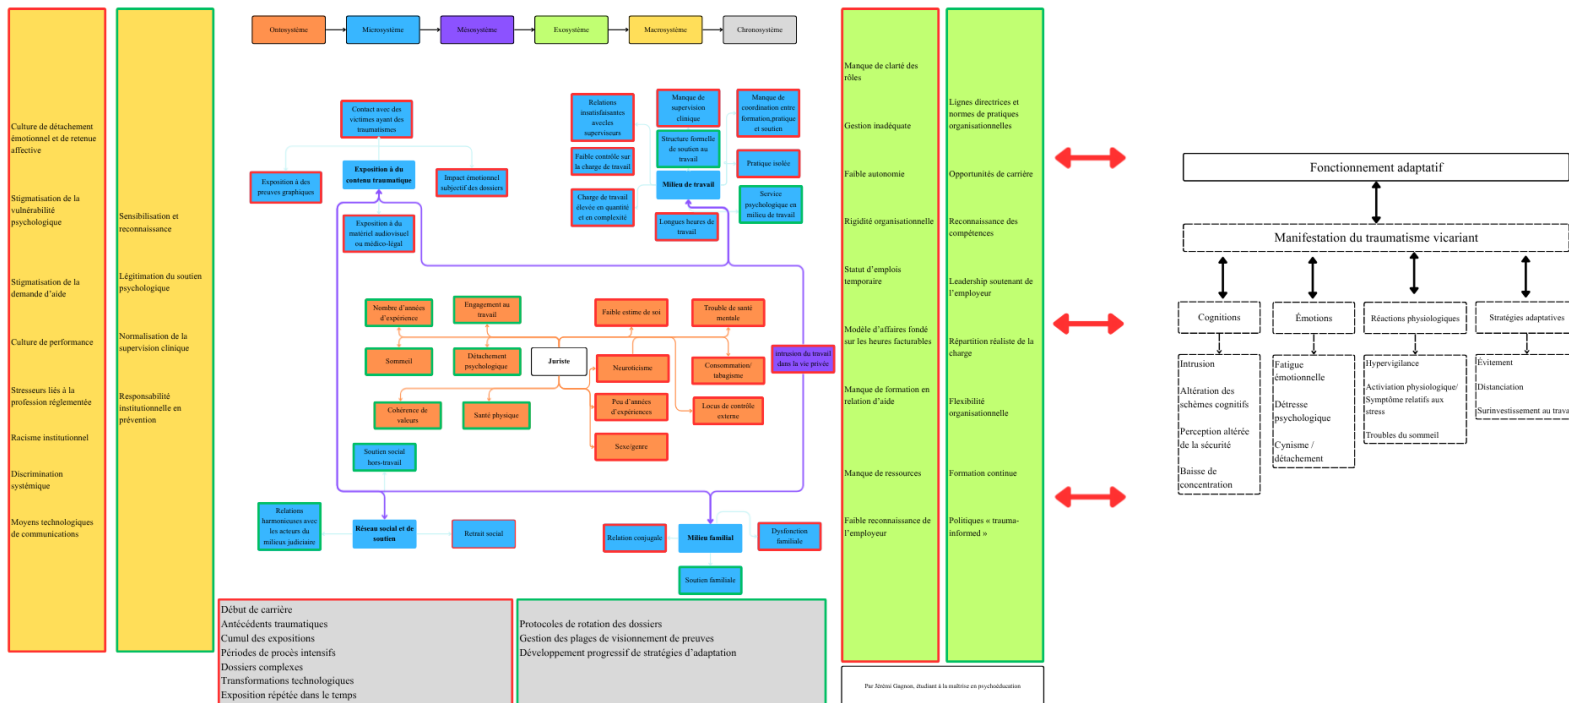 Ontosystème
Microsystème
Mésosystème
Exosystème
Macrosystème
Chronosystème
Culture de détachement
émotionnel et de retenue
affective
Stigmatisation de la
vulnérabilité
psychologique
Stigmatisation de la
demande d'aide
Culture de performance
Stresseurs liés à la
profession réglementée
Racisme institutionnel
Discrimination
systémique
Moyens technologiques
de communications
Sensibilisation et
reconnaissance
Légitimation du soutien
psychologique
Normalisation de la
supervision clinique
Responsabilité
institutionnelle en
prévention
Contact avec des
victimes ayant des
traumatismes
Exposition à des
preuves graphiques
Exposition à du
contenu traumatique
Impact émotionnel
subjectif des dossiers
Exposition à du
matériel audiovisuel
ou médico-légal
Relations
insatisfaisantes
avec les
superviseurs
Manque de
supervision
clinique
Manque de
coordination entre
formation,pratique
et soutien
Structure formelle
de soutien au
travail
Faible contrôle sur
la charge de travail
Pratique isolée
Milieu de travail
Charge de travail
élevée en quantité
et en complexité
Service
psychologique en
milieu de travail
Longues heures de
travail
Nombre d'années
d'expérience
Engagement au
travail
Faible estime de soi
Trouble de santé
mentale
Sommeil
Détachement
psychologique
Juriste
Neuroticisme
Consommation/
tabagisme
intrusion du travail
dans la vie privée
Cohérence de
valeurs
Santé physique
Peu d'années
d'expériences
Locus de contrôle
externe
Sexe/genre
Soutien social
hors-travail
Relations
harmonieuses avec
les acteurs du
milieux judiciaire
Réseau social et de
soutien
Retrait social
Relation conjugale
Milieu familial
Dysfonction
familiale
Soutien familiale
Début de carrière
Antécédents traumatiques
Cumul des expositions
Périodes de procès intensifs
Dossiers complexes
Transformations technologiques
Exposition répétée dans le temps
Protocoles de rotation des dossiers
Gestion des plages de visionnement de preuves
Développement progressif de stratégies d'adaptation
Manque de clarté des
rôles
Gestion inadéquate
Faible autonomie
Rigidité organisationnelle
Statut d'emplois
temporaire
Modèle d'affaires fondé
sur les heures facturables
Manque de formation en
relation d'aide
Manque de ressources
Faible reconnaissance de
l'employeur
Lignes directrices et
normes de pratiques
organisationnelles
Opportunités de carrière
Reconnaissance des
compétences
Leadership soutenant de
l'employeur
Répartition réaliste de la
charge
Flexibilité
organisationnelle
Formation continue
Politiques « trauma-
informed »
Par Jérémi Gagnon, étudiant à la maîtrise en psychoéducation
Fonctionnement adaptatif
Manifestation du traumatisme vicariant
Cognitions
Émotions
Réactions physiologiques
Stratégies adaptatives
Intrusion
Altération des
schèmes cognitifs
Perception altérée
de la sécurité
Baisse de
concentration
Fatigue
émotionnelle
Détresse
psychologique
Cynisme /
détachement
Hypervigilance
Activation physiologique/
Symptôme relatifs aux
stress
Troubles du sommeil
Évitement
Distanciation
Surinvestissement au trava